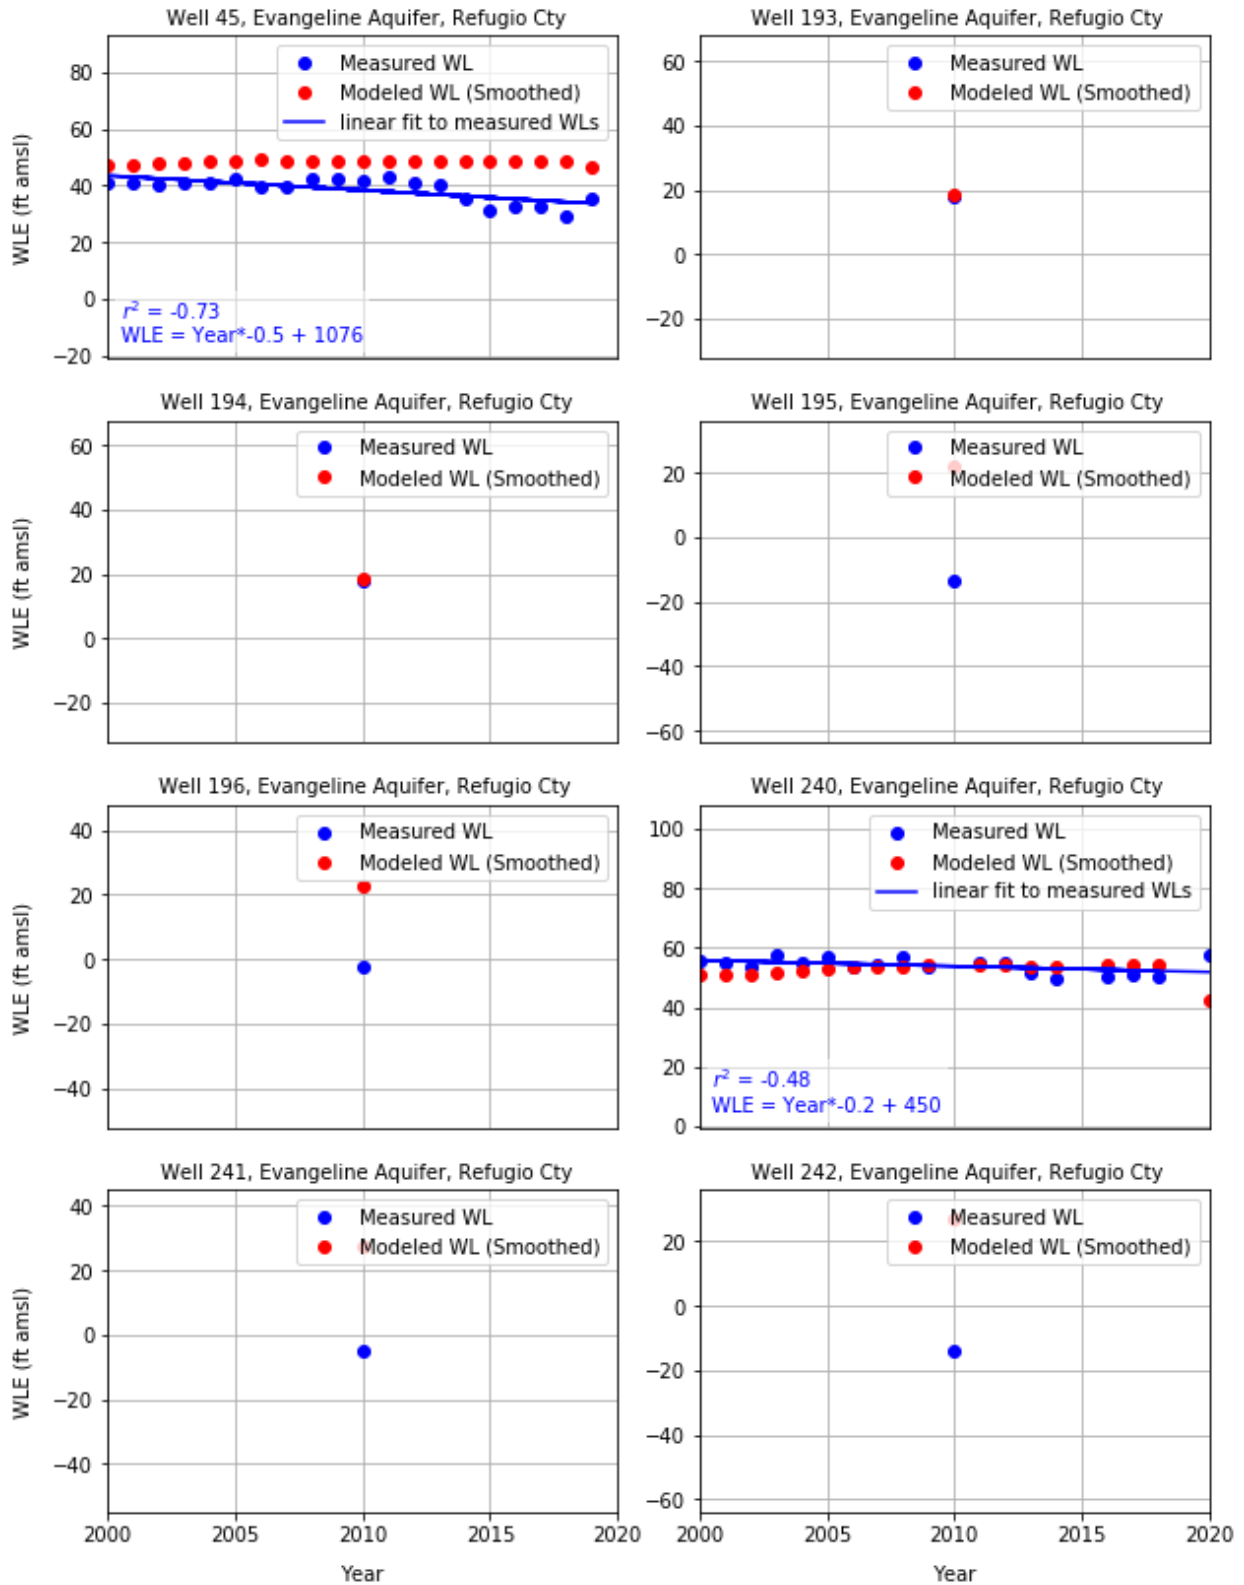 Well 45, Evangeline Aquifer, Refugio Cty
Measured WL
Modeled WL (Smoothed)
linear fit to measured WLs
80
60
40
20
0
−20
WLE (ft amsl)
r² = -0.73
WLE = Year*-0.5 + 1076
Well 193, Evangeline Aquifer, Refugio Cty
Measured WL
Modeled WL (Smoothed)
60
40
20
0
−20
Well 194, Evangeline Aquifer, Refugio Cty
Measured WL
Modeled WL (Smoothed)
60
40
20
0
−20
WLE (ft amsl)
Well 195, Evangeline Aquifer, Refugio Cty
Measured WL
Modeled WL (Smoothed)
20
0
−20
−40
−60
Well 196, Evangeline Aquifer, Refugio Cty
Measured WL
Modeled WL (Smoothed)
40
20
0
−20
−40
WLE (ft amsl)
Well 240, Evangeline Aquifer, Refugio Cty
Measured WL
Modeled WL (Smoothed)
linear fit to measured WLs
100
80
60
40
20
0
r² = -0.48
WLE = Year*-0.2 + 450
Well 241, Evangeline Aquifer, Refugio Cty
Measured WL
Modeled WL (Smoothed)
40
20
0
−20
−40
WLE (ft amsl)
2000 2005 2010 2015 2020
Year
Well 242, Evangeline Aquifer, Refugio Cty
Measured WL
Modeled WL (Smoothed)
20
0
−20
−40
−60
2000 2005 2010 2015 2020
Year